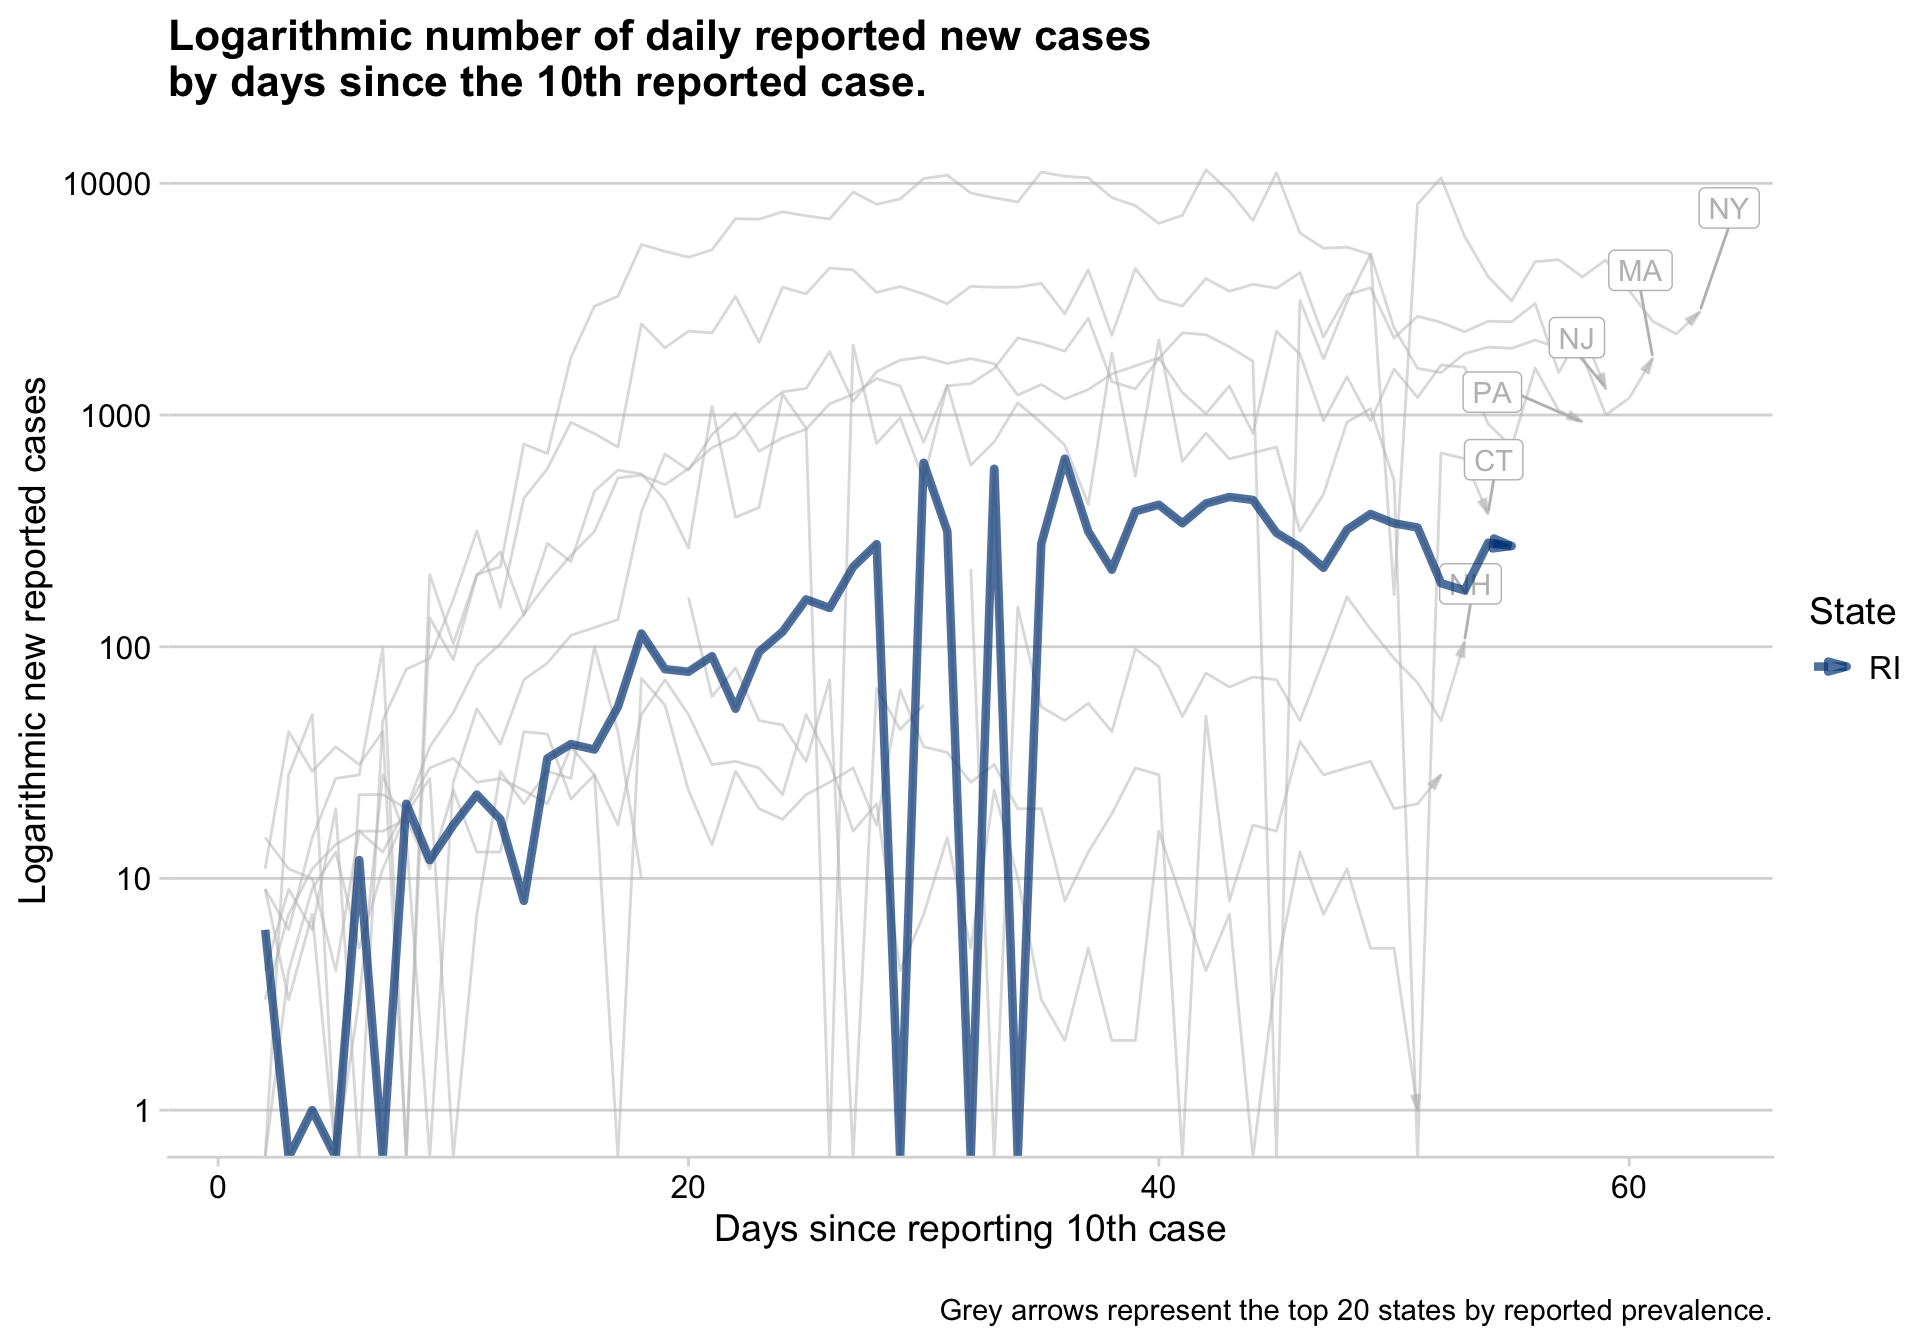 Logarithmic number of daily reported new cases
by days since the 10th reported case.
Logarithmic new reported cases
10000
1000
100
10
1
NY
MA
NJ
PA
CT
NH
State
RI
0
20
40
60
Days since reporting 10th case
Grey arrows represent the top 20 states by reported prevalence.